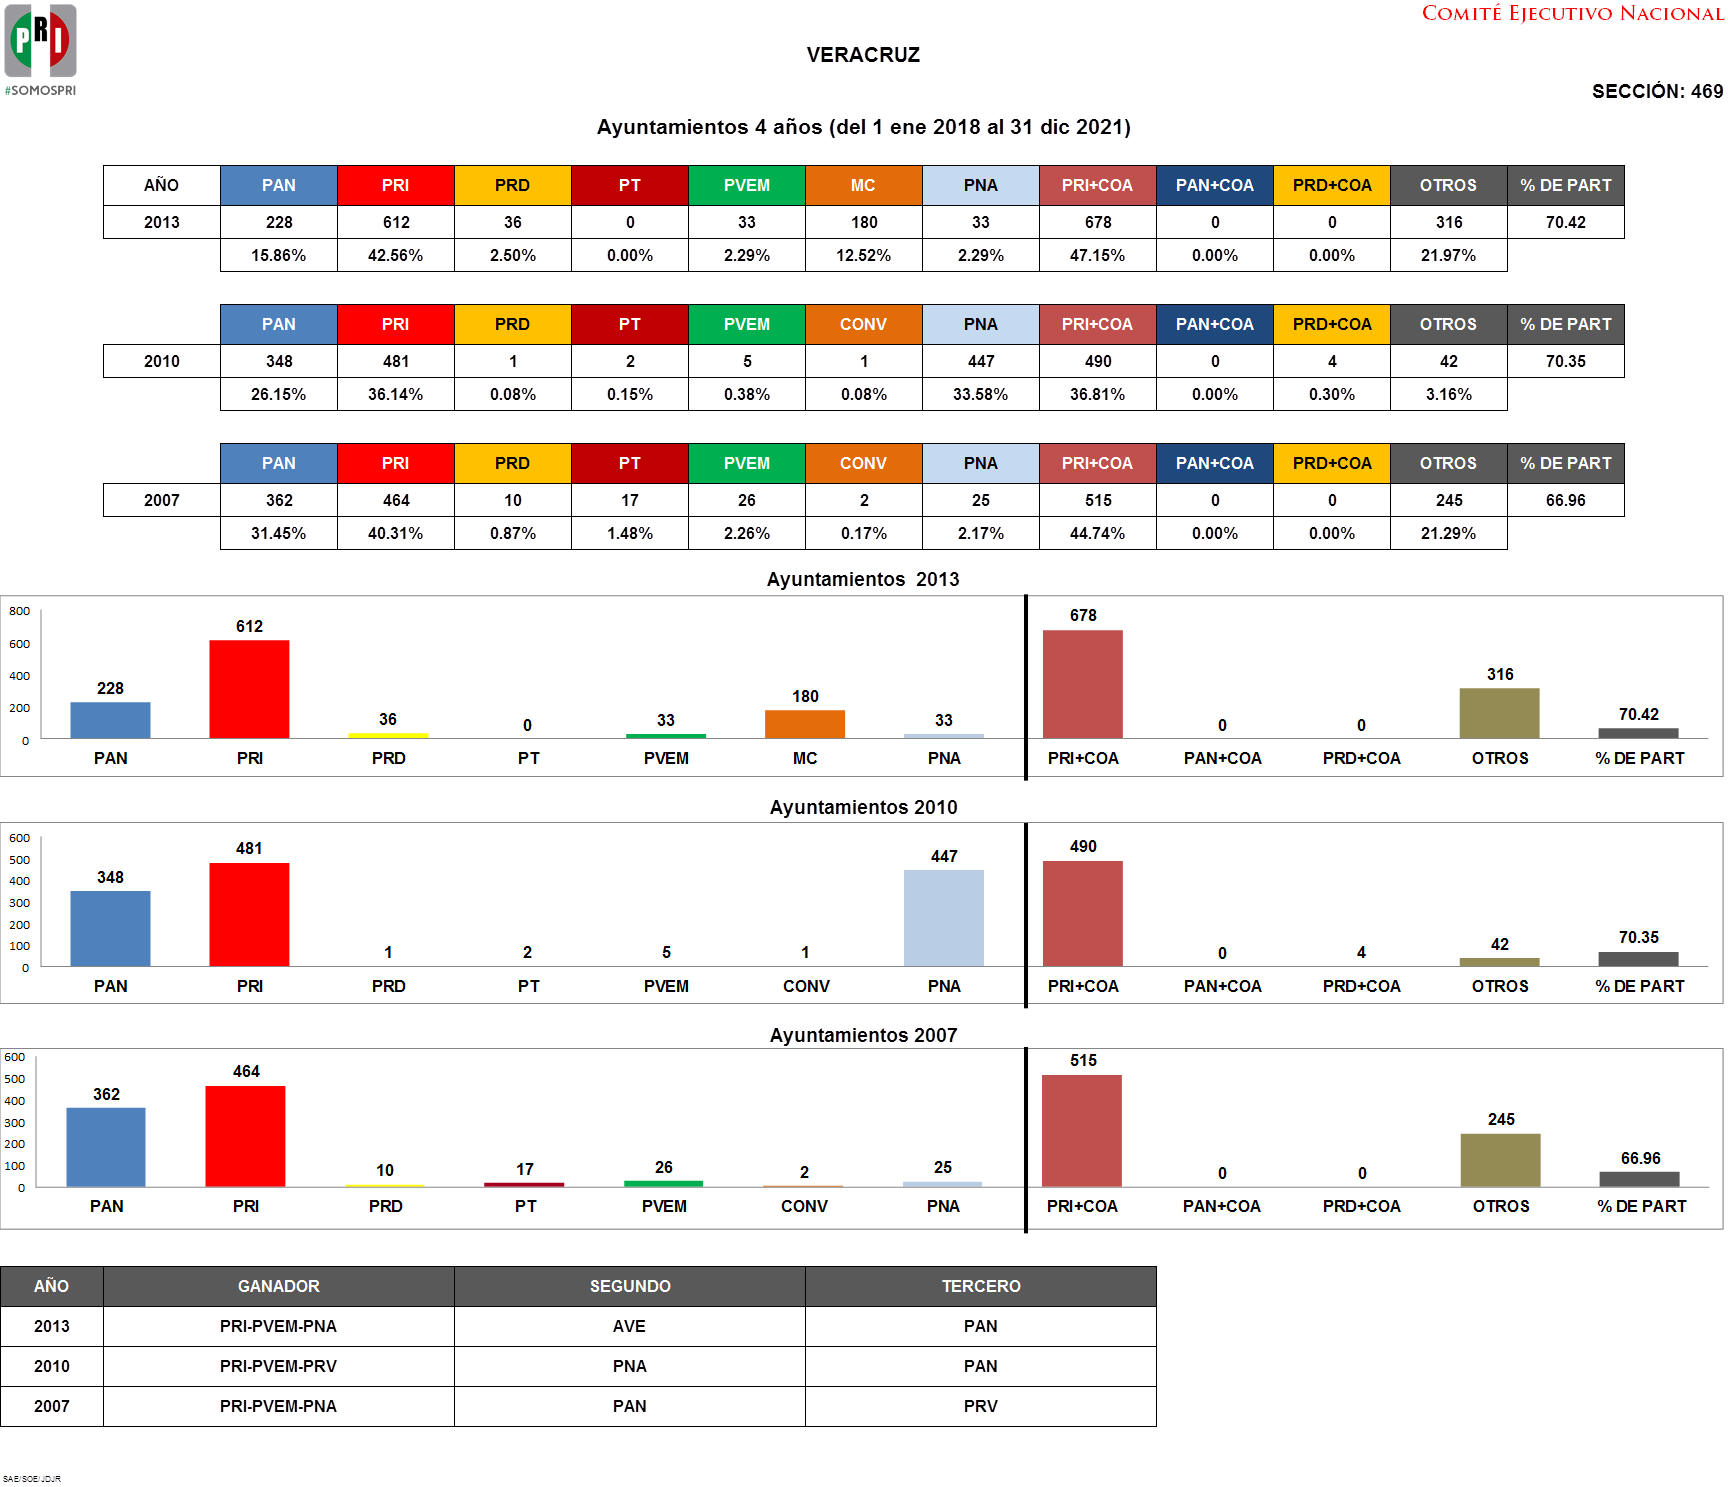 COMITÉ EJECUTIVO NACIONAL
PRI
#SOMOSPRI
VERACRUZ
SECCIÓN: 469
Ayuntamientos 4 años (del 1 ene 2018 al 31 dic 2021)
AÑO PAN PRI PRD PT PVEM MC PNA PRI+COA PAN+COA PRD+COA OTROS % DE PART
2013 228 612 36 0 33 180 33 678 0 0 316 70.42
15.86% 42.56% 2.50% 0.00% 2.29% 12.52% 2.29% 47.15% 0.00% 0.00% 21.97%
PAN PRI PRD PT PVEM CONV PNA PRI+COA PAN+COA PRD+COA OTROS % DE PART
2010 348 481 1 2 5 1 447 490 0 4 42 70.35
26.15% 36.14% 0.08% 0.15% 0.38% 0.08% 33.58% 36.81% 0.00% 0.30% 3.16%
PAN PRI PRD PT PVEM CONV PNA PRI+COA PAN+COA PRD+COA OTROS % DE PART
2007 362 464 10 17 26 2 25 515 0 0 245 66.96
31.45% 40.31% 0.87% 1.48% 2.26% 0.17% 2.17% 44.74% 0.00% 0.00% 21.29%
Ayuntamientos 2013
800
600
400
200
0
228 612 36 0 33 180 33 678 0 0 316 70.42
PAN PRI PRD PT PVEM MC PNA PRI+COA PAN+COA PRD+COA OTROS % DE PART
Ayuntamientos 2010
600
500
400
300
200
100
0
348 481 1 2 5 1 447 490 0 4 42 70.35
PAN PRI PRD PT PVEM CONV PNA PRI+COA PAN+COA PRD+COA OTROS % DE PART
Ayuntamientos 2007
600
500
400
300
200
100
0
362 464 10 17 26 2 25 515 0 0 245 66.96
PAN PRI PRD PT PVEM CONV PNA PRI+COA PAN+COA PRD+COA OTROS % DE PART
AÑO GANADOR SEGUNDO TERCERO
2013 PRI-PVEM-PNA AVE PAN
2010 PRI-PVEM-PRV PNA PAN
2007 PRI-PVEM-PNA PAN PRV
SAE/SOE/JDJR